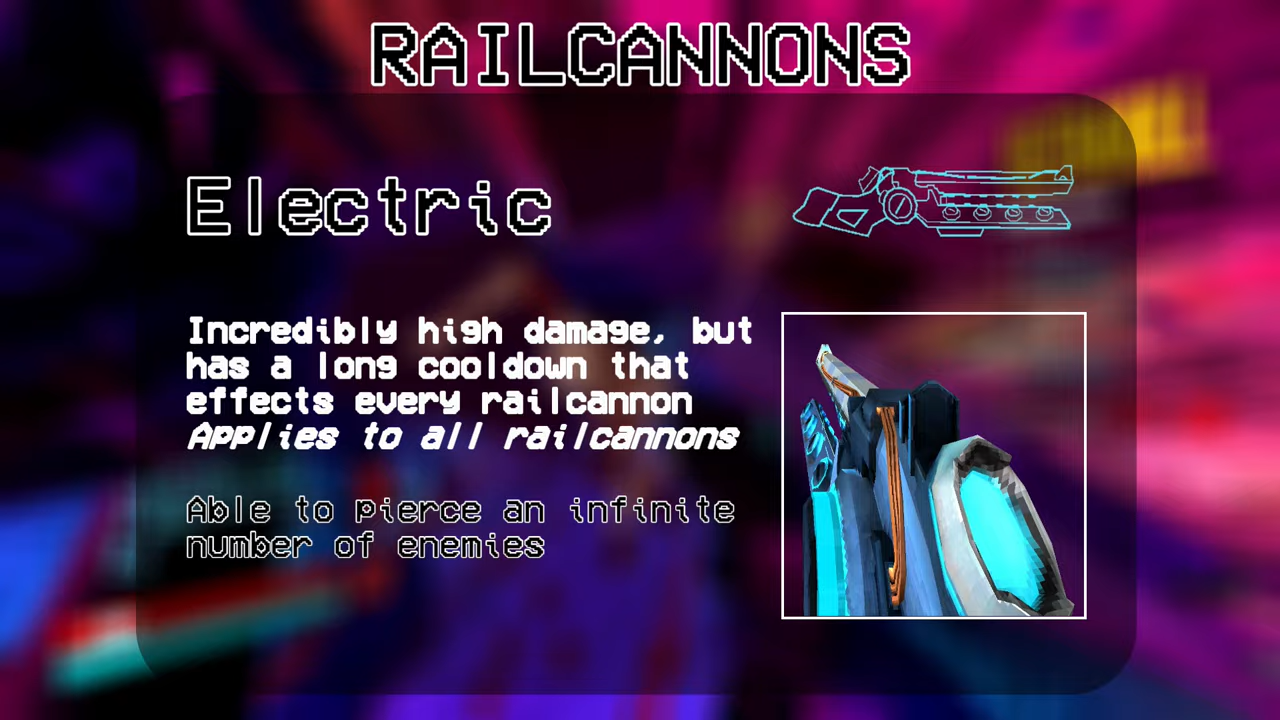 RAILCANNONS
Electric
Incredibly high damage, but
has a long cooldown that
effects every railcannon
Applies to all railcannons
Able to pierce an infinite
number of enemies